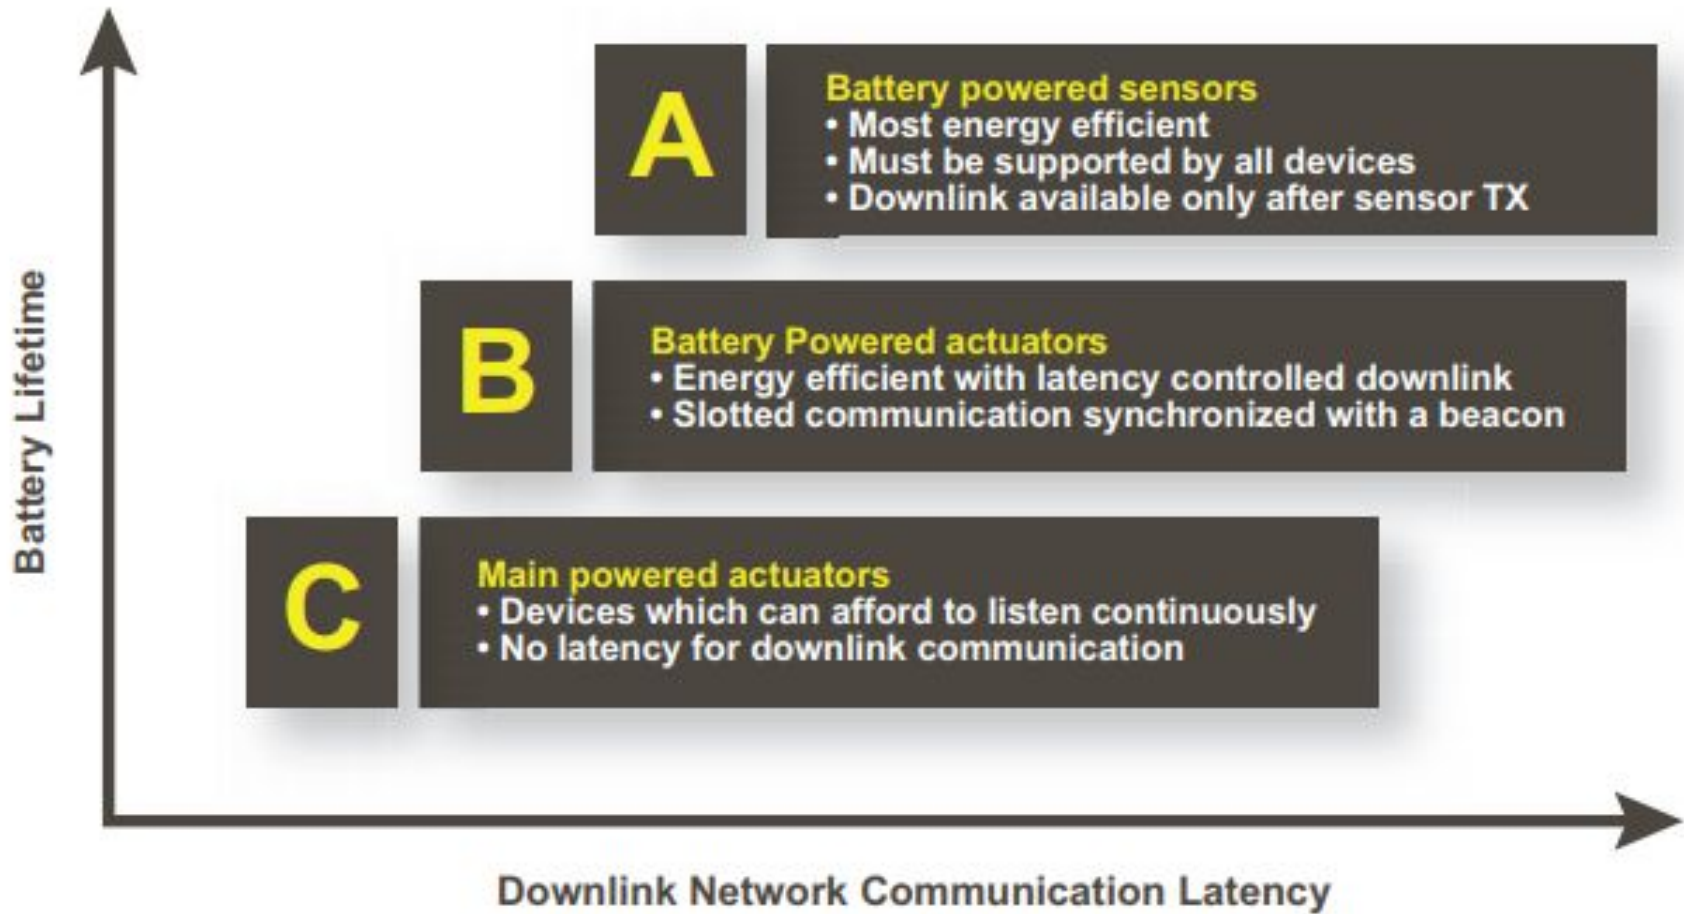 A
Battery powered sensors
• Most energy efficient
• Must be supported by all devices
• Downlink available only after sensor TX
B
Battery Powered actuators
• Energy efficient with latency controlled downlink
• Slotted communication synchronized with a beacon
C
Main powered actuators
• Devices which can afford to listen continuously
• No latency for downlink communication
Battery Lifetime
Downlink Network Communication Latency